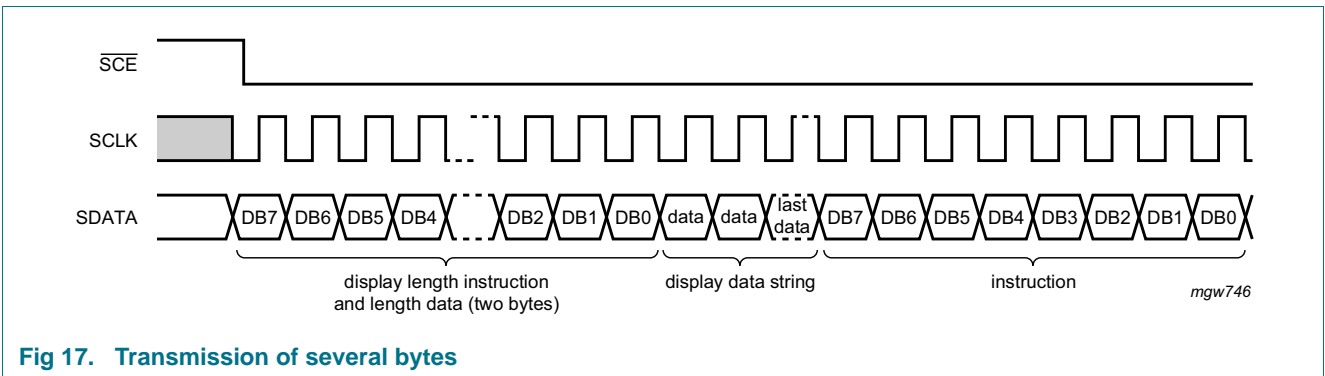 SCE
SCLK
SDATA
DB7 DB6 DB5 DB4 DB2 DB1 DB0 data data last data DB7 DB6 DB5 DB4 DB3 DB2 DB1 DB0
display length instruction
and length data (two bytes)
display data string
instruction
mgw746
Fig 17. Transmission of several bytes